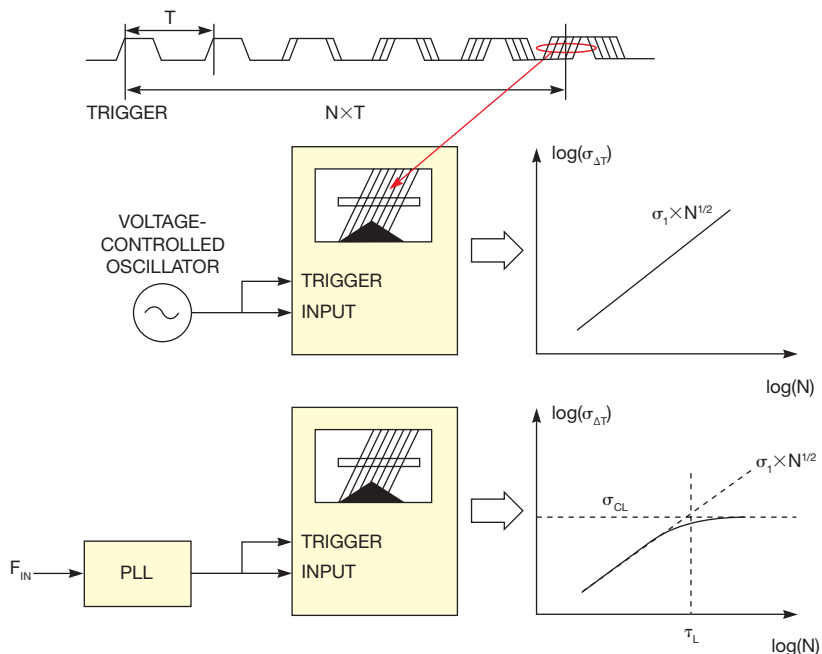 T
TRIGGER
N×T
VOLTAGE-
CONTROLLED
OSCILLATOR
TRIGGER
INPUT
log(σΔT)
σ1×N1/2
log(N)
FIN
PLL
TRIGGER
INPUT
log(σΔT)
σ1×N1/2
σCL
τL
log(N)